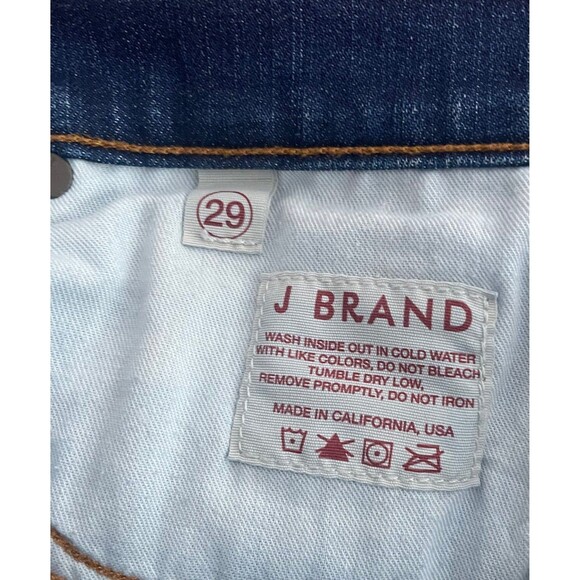 29
J BRAND
WASH INSIDE OUT IN COLD WATER
WITH LIKE COLORS, DO NOT BLEACH
TUMBLE DRY LOW,
REMOVE PROMPTLY, DO NOT IRON
MADE IN CALIFORNIA, USA